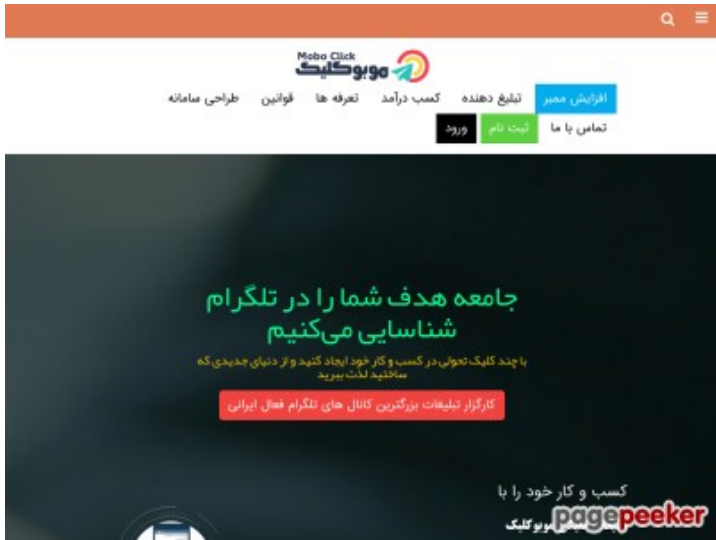 Mobo Click
موبوکلیک
افزایش ممبر تبلیغ دهنده کسب درآمد تعرفه ها قوانین طراحی سامانه
تماس با ما ثبت نام ورود
جامعه هدف شما را در تلگرام
شناسایی می‌کنیم
با چند کلیک تحولی در کسب و کار خود ایجاد کنید و از دنیای جدیدی که
ساختید لذت ببرید
کارگزار تبلیغات بزرگترین کانال های تلگرام فعال ایرانی
کسب و کار خود را با
موبوکلیک
pagepeeker